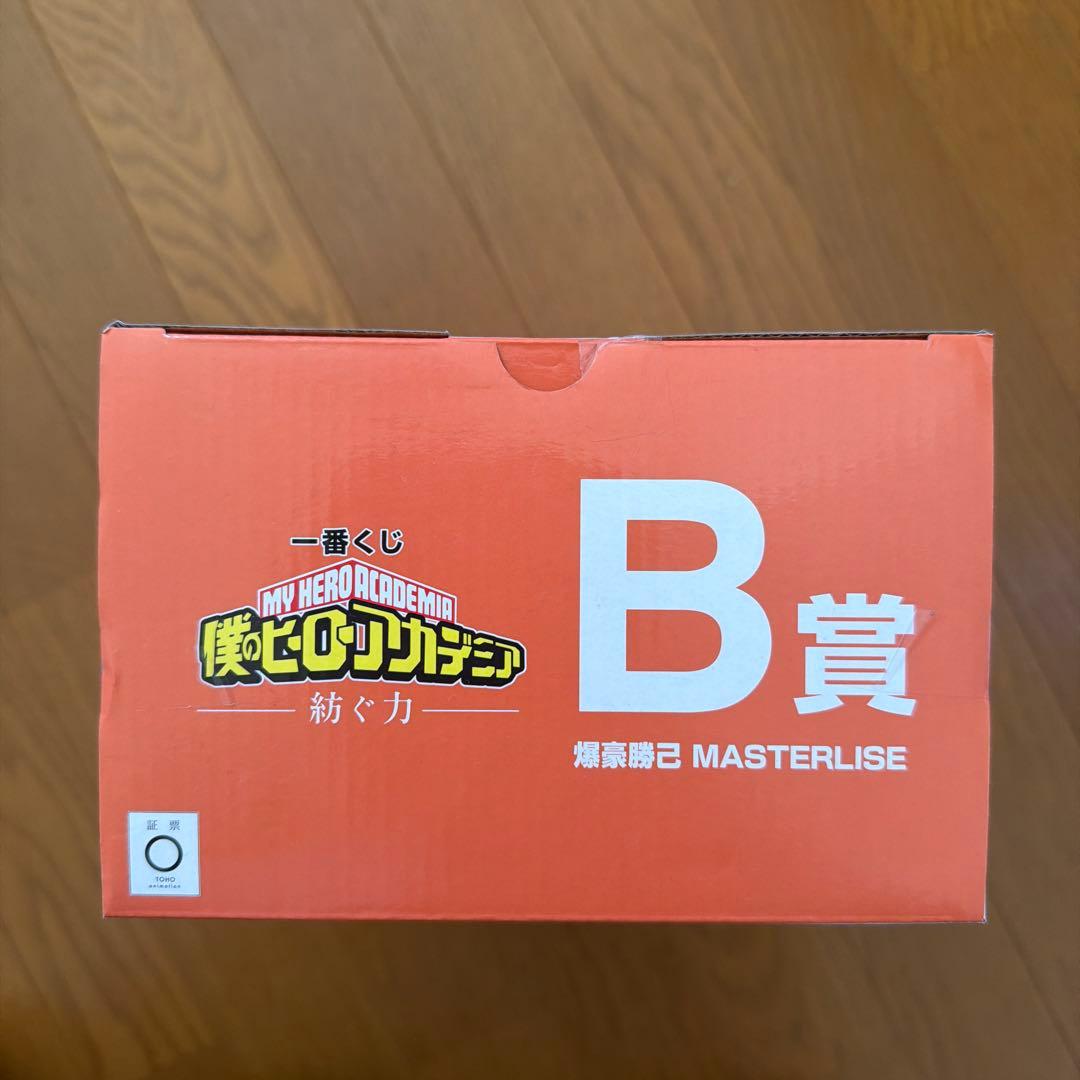 一番くじ
MY HERO ACADEMIA
僕のヒーローアカデミア
紡ぐ力
B賞
爆豪勝己 MASTERLISE
証票
TOHO
animation